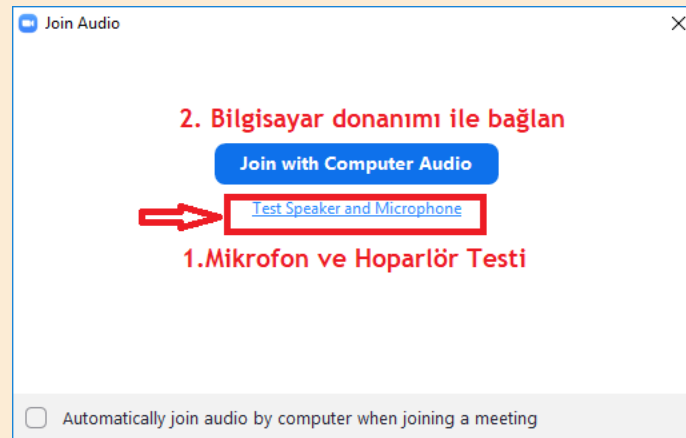 Join Audio
2. Bilgisayar donanımı ile bağlan
Join with Computer Audio
Test Speaker and Microphone
1.Mikrofon ve Hoparlör Testi
Automatically join audio by computer when joining a meeting